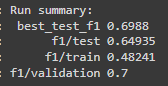 : Run summary:
: best_test_f1 0.6988
: f1/test 0.64935
: f1/train 0.48241
: f1/validation 0.7